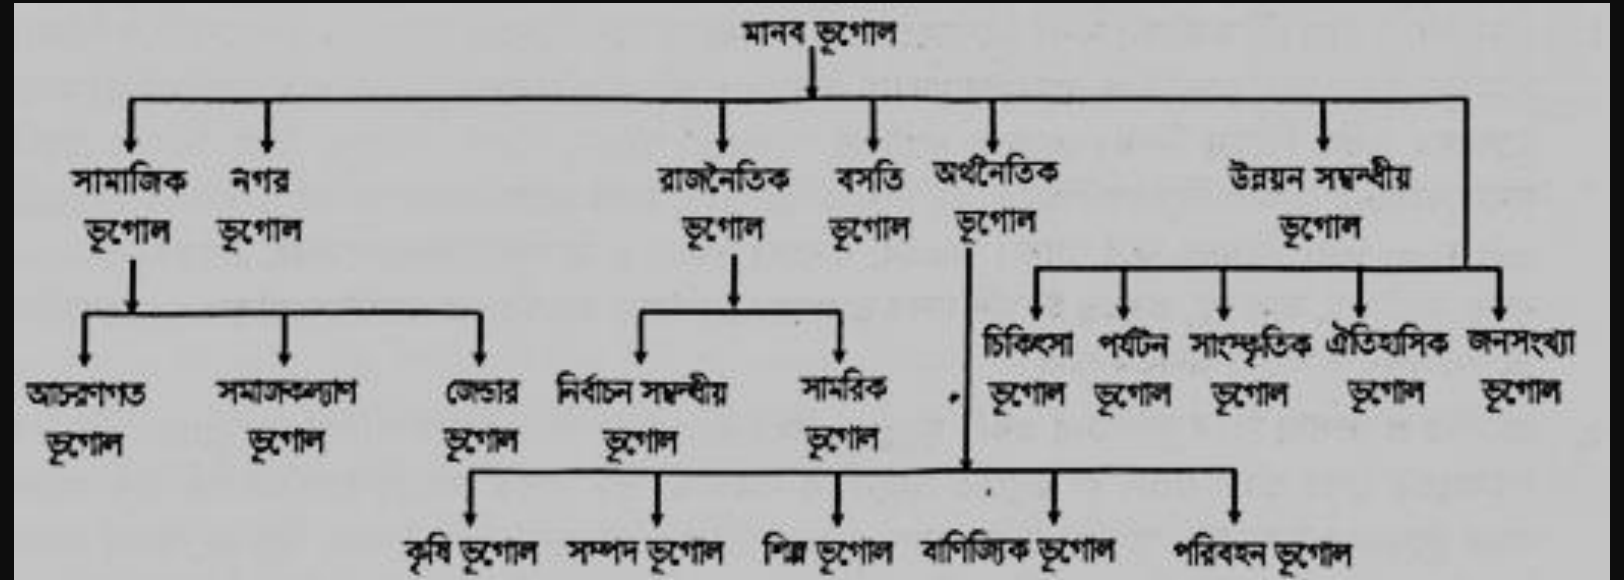 মানব ভূগোল
সামাজিক
ভূগোল
নগর
ভূগোল
রাজনৈতিক
ভূগোল
বসতি
ভূগোল
অর্থনৈতিক
ভূগোল
উন্নয়ন সম্বন্ধীয়
ভূগোল
চিকিৎসা
ভূগোল
পর্যটন
ভূগোল
সাংস্কৃতিক
ভূগোল
ঐতিহাসিক
ভূগোল
জনসংখ্যা
ভূগোল
আচরণগত
ভূগোল
সমাজকল্যাণ
ভূগোল
জেন্ডার
ভূগোল
নির্বাচন সম্বন্ধীয়
ভূগোল
সামরিক
ভূগোল
কৃষি ভূগোল
সম্পদ ভূগোল
শিল্প ভূগোল
বাণিজ্যিক ভূগোল
পরিবহন ভূগোল